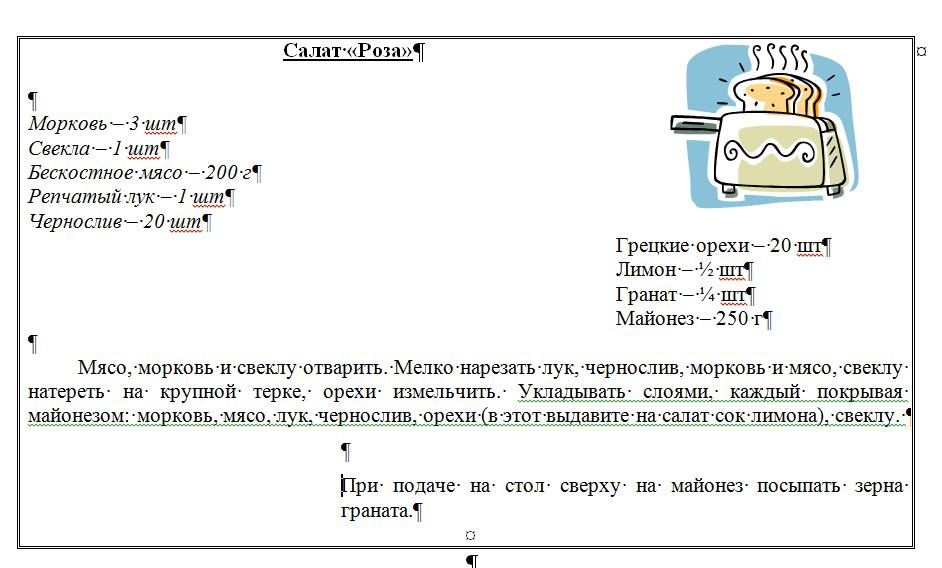 Салат «Роза»
Морковь – 3 шт
Свекла – 1 шт
Бескостное мясо – 200 г
Репчатый лук – 1 шт
Чернослив – 20 шт
Грецкие орехи – 20 шт
Лимон – ½ шт
Гранат – ¼ шт
Майонез – 250 г
Мясо, морковь и свеклу отварить. Мелко нарезать лук, чернослив, морковь и мясо, свеклу
натереть на крупной терке, орехи измельчить. Укладывать слоями, каждый покрывая
майонезом: морковь, мясо, лук, чернослив, орехи (в этот выдавите на салат сок лимона), свеклу.
При подаче на стол сверху на майонез посыпать зерна
граната.